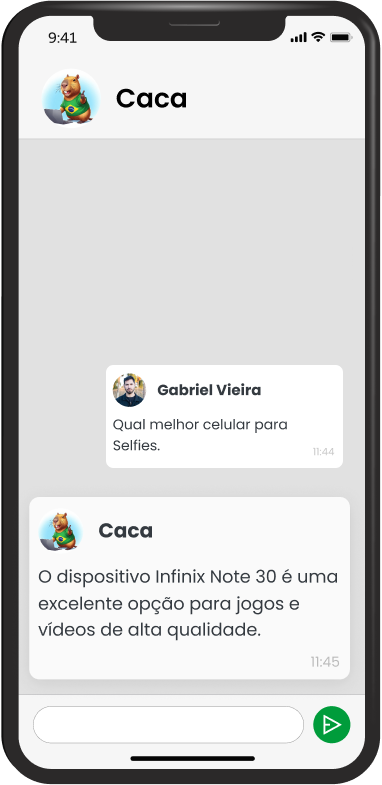 9:41
Caca
Gabriel Vieira
Qual melhor celular para
Selfies.
11:44
Caca
O dispositivo Infinix Note 30 é uma
excelente opção para jogos e
vídeos de alta qualidade.
11:45